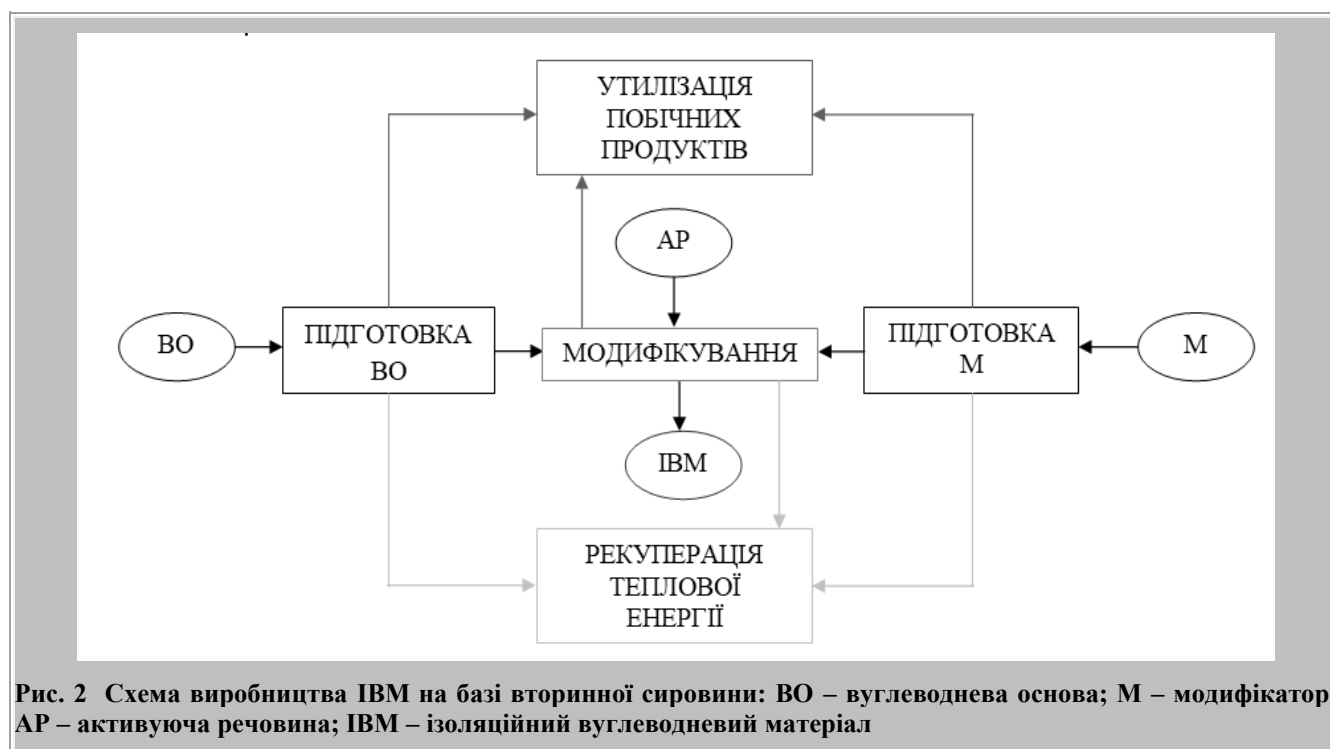 УТИЛІЗАЦІЯ
ПОБІЧНИХ
ПРОДУКТІВ
АР
ВО
ПІДГОТОВКА
ВО
МОДИФІКУВАННЯ
ПІДГОТОВКА
М
М
ІВМ
РЕКУПЕРАЦІЯ
ТЕПЛОВОЇ
ЕНЕРГІЇ
Рис. 2 Схема виробництва ІВМ на базі вторинної сировини: ВО – вуглеводнева основа; М – модифікатор
АР – активуюча речовина; ІВМ – ізоляційний вуглеводневий матеріал